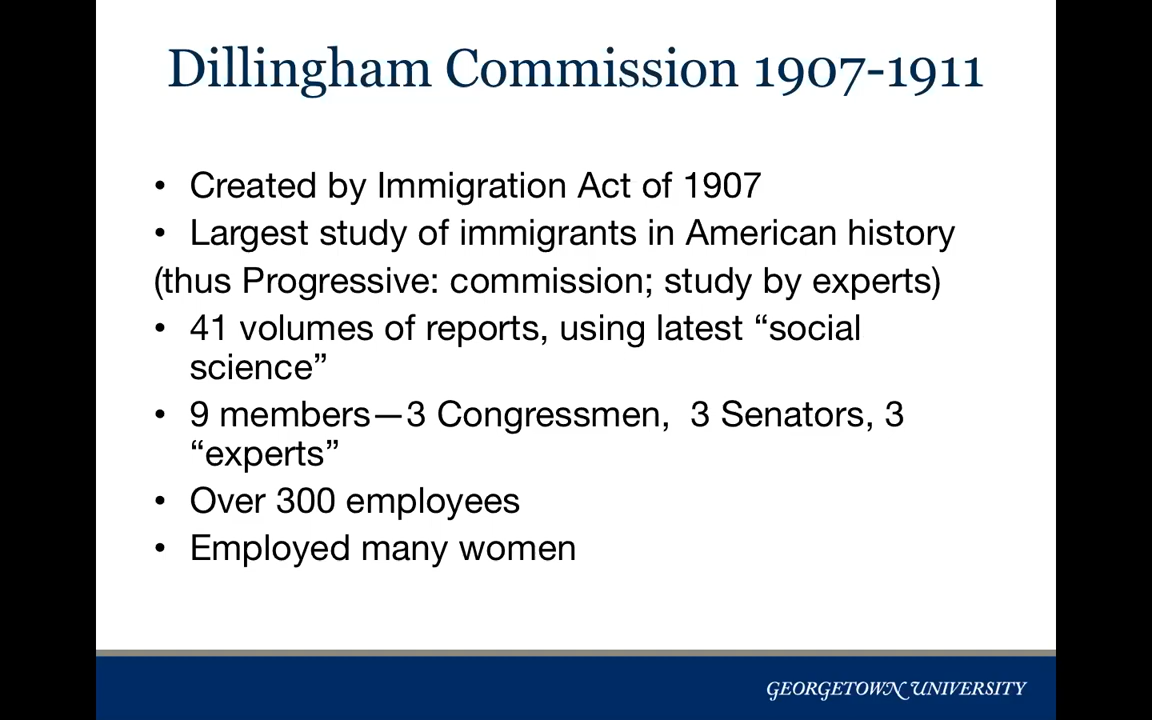 Dillingham Commission 1907-1911
• Created by Immigration Act of 1907
• Largest study of immigrants in American history
(thus Progressive: commission; study by experts)
• 41 volumes of reports, using latest “social
science”
• 9 members—3 Congressmen,  3 Senators, 3
“experts”
• Over 300 employees
• Employed many women
GEORGETOWN UNIVERSITY